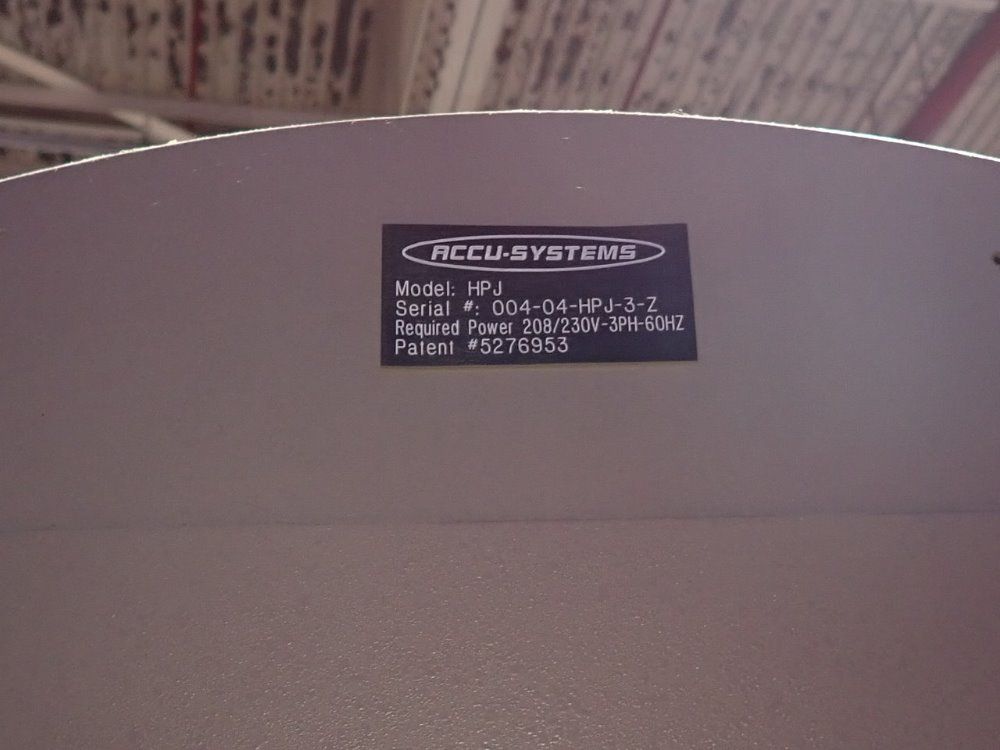 ACCU-SYSTEMS
Model: HPJ
Serial #: 004-04-HPJ-3-Z
Required Power 208/230V-3PH-60HZ
Patent #5276953